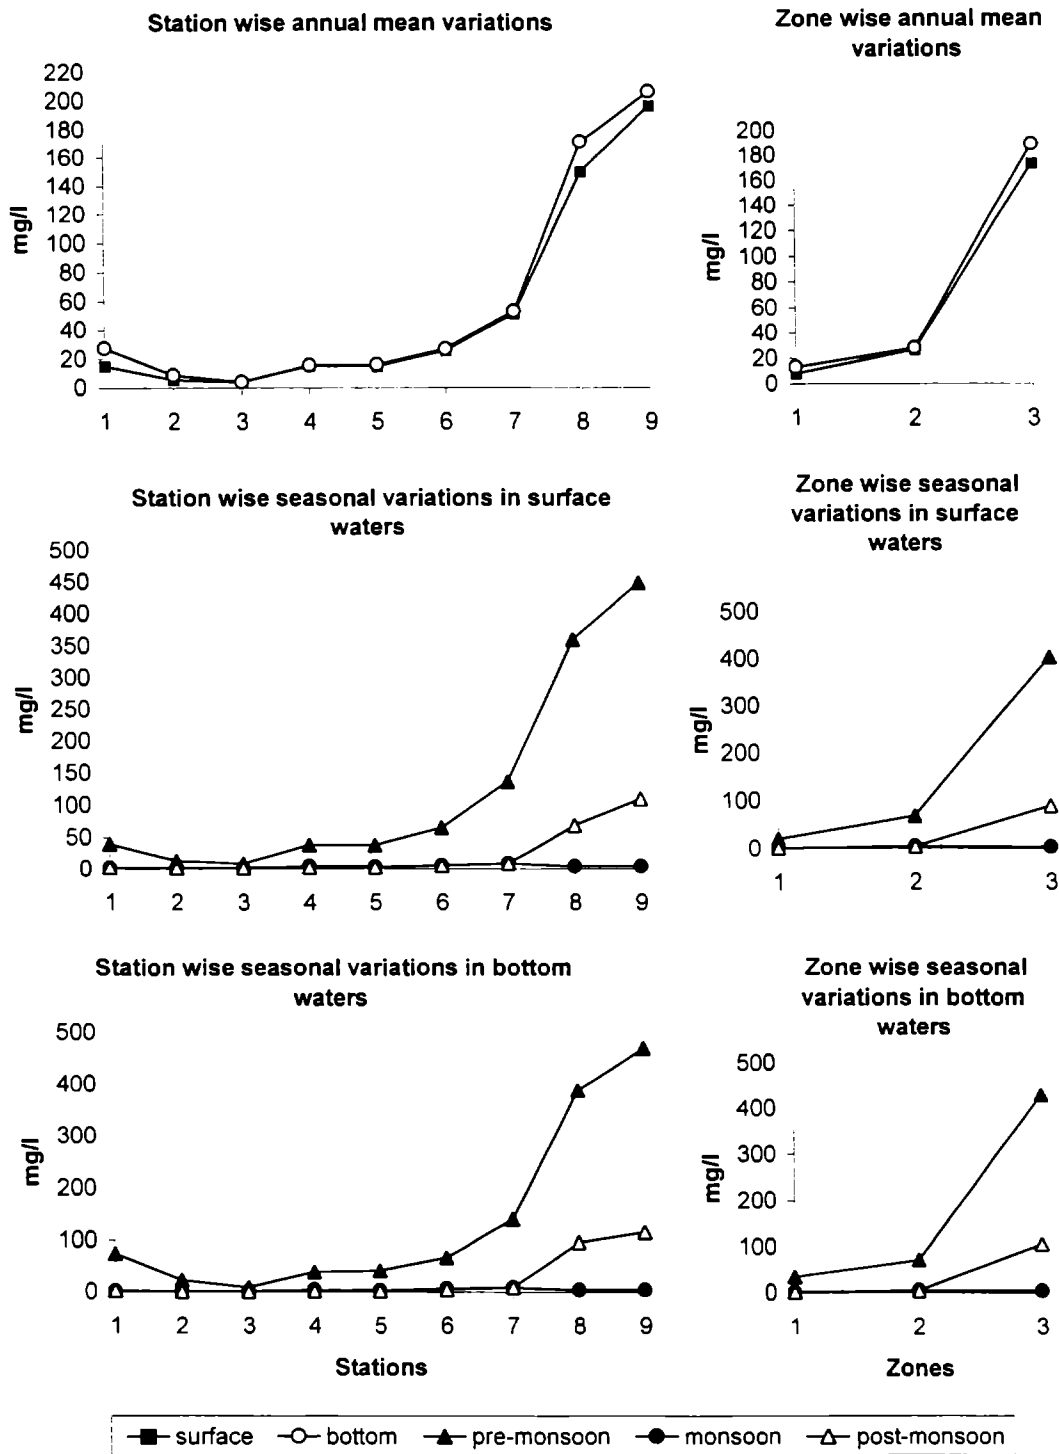 Station wise annual mean variations
220
200
180
160
140
120
100
80
60
40
20
0
mg/l
1 2 3 4 5 6 7 8 9
Zone wise annual mean
variations
200
180
160
140
120
100
80
60
40
20
0
mg/l
1 2 3
Station wise seasonal variations in surface
waters
500
450
400
350
300
250
200
150
100
50
0
mg/l
1 2 3 4 5 6 7 8 9
Zone wise seasonal
variations in surface
waters
500
400
300
200
100
0
mg/l
1 2 3
Station wise seasonal variations in bottom
waters
500
400
300
200
100
0
mg/l
1 2 3 4 5 6 7 8 9
Stations
Zone wise seasonal
variations in bottom
waters
500
400
300
200
100
0
mg/l
1 2 3
Zones
surface bottom pre-monsoon monsoon post-monsoon